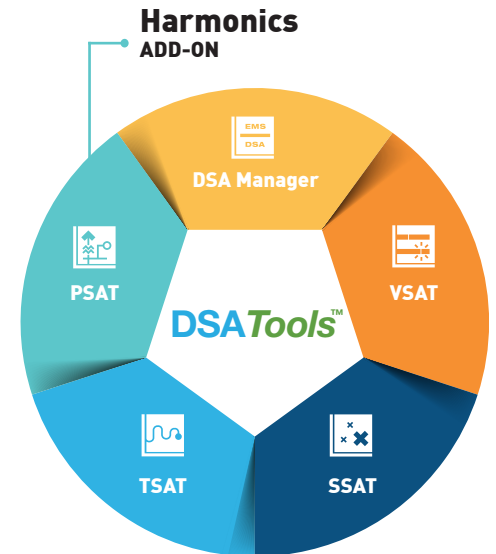 Harmonics
ADD-ON
EMS
DSA
DSA Manager
PSAT
VSAT
DSATools™
TSAT
SSAT